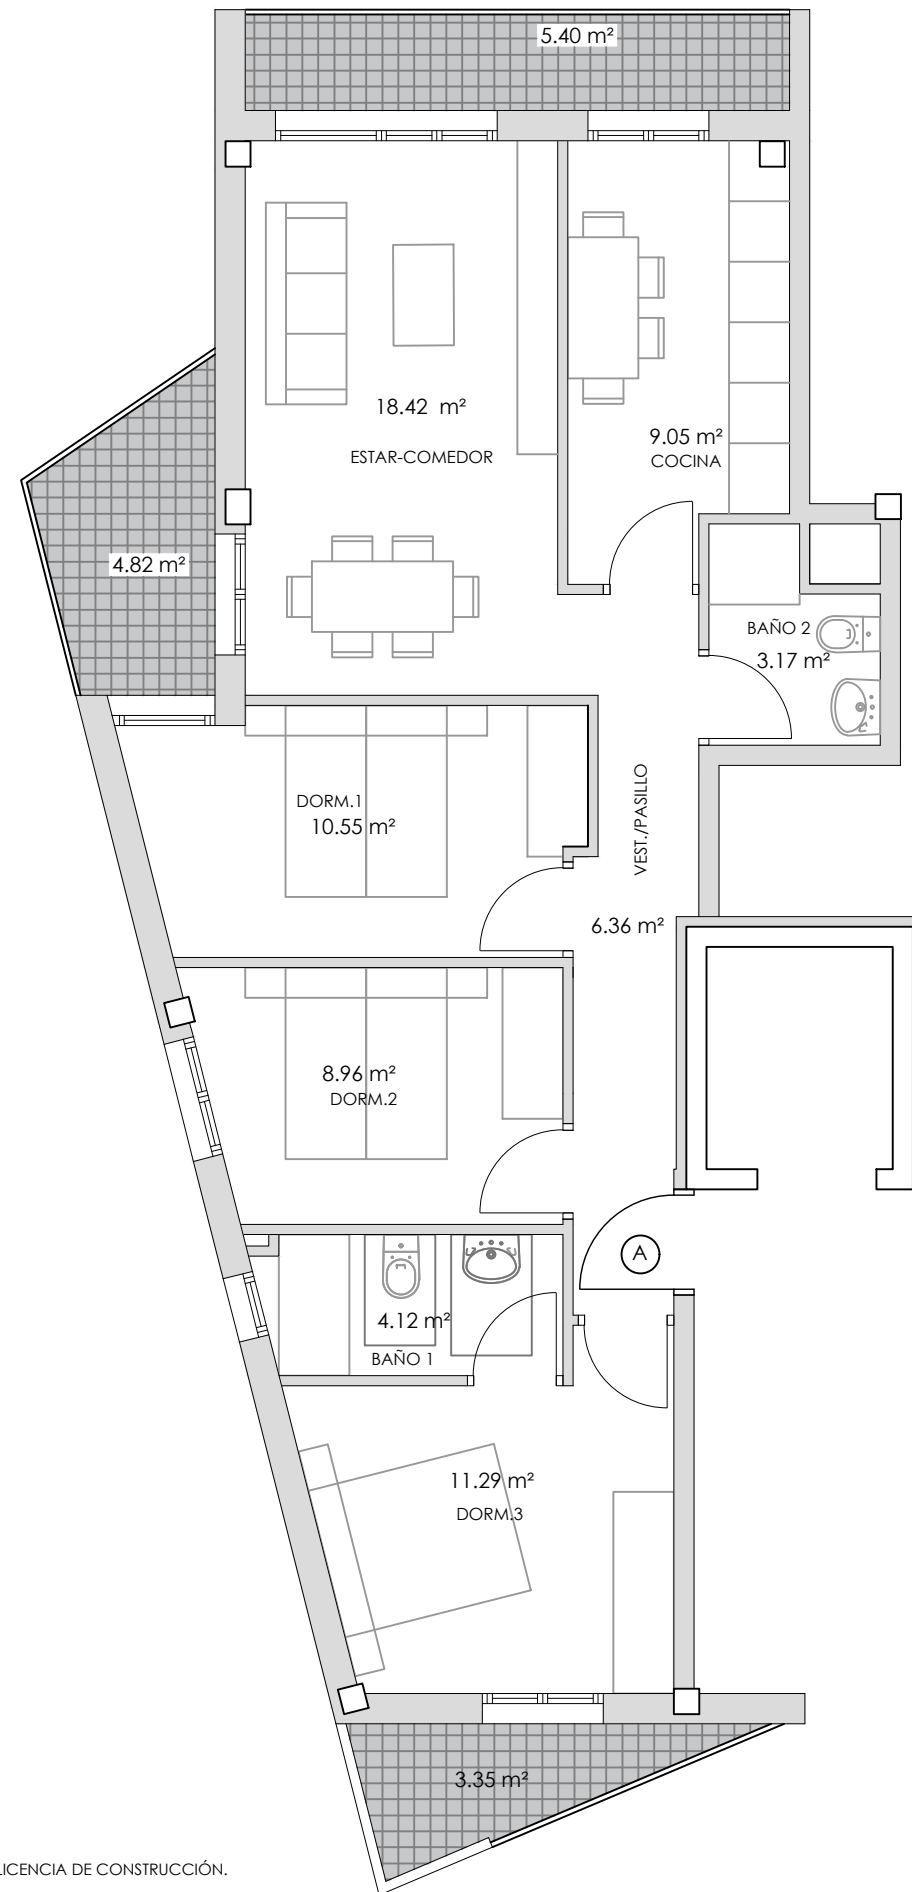 5.40 m²
18.42 m²
ESTAR-COMEDOR
9.05 m²
COCINA
4.82 m²
BAÑO 2
3.17 m²
DORM.1
10.55 m²
VEST./PASILLO
6.36 m²
8.96 m²
DORM.2
A
4.12 m²
BAÑO 1
11.29 m²
DORM.3
3.35 m²
LICENCIA DE CONSTRUCCIÓN.